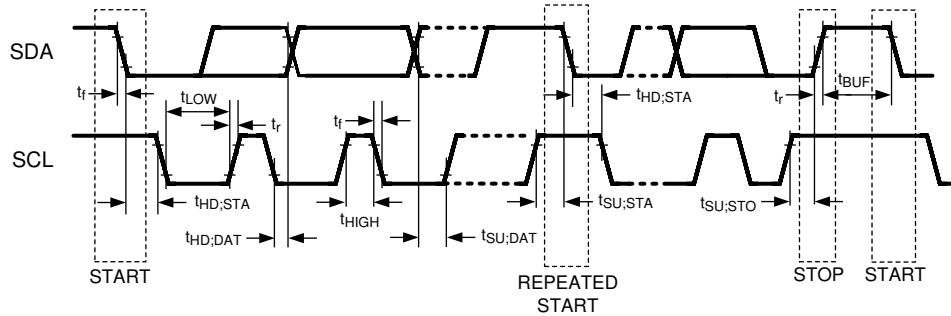 SDA
t_f
t_LOW
t_r
t_f
t_HD;STA
t_r
t_BUF
SCL
t_HD;STA
t_HD;DAT
t_HIGH
t_SU;DAT
t_SU;STA
t_SU;STO
START
REPEATED
START
STOP
START